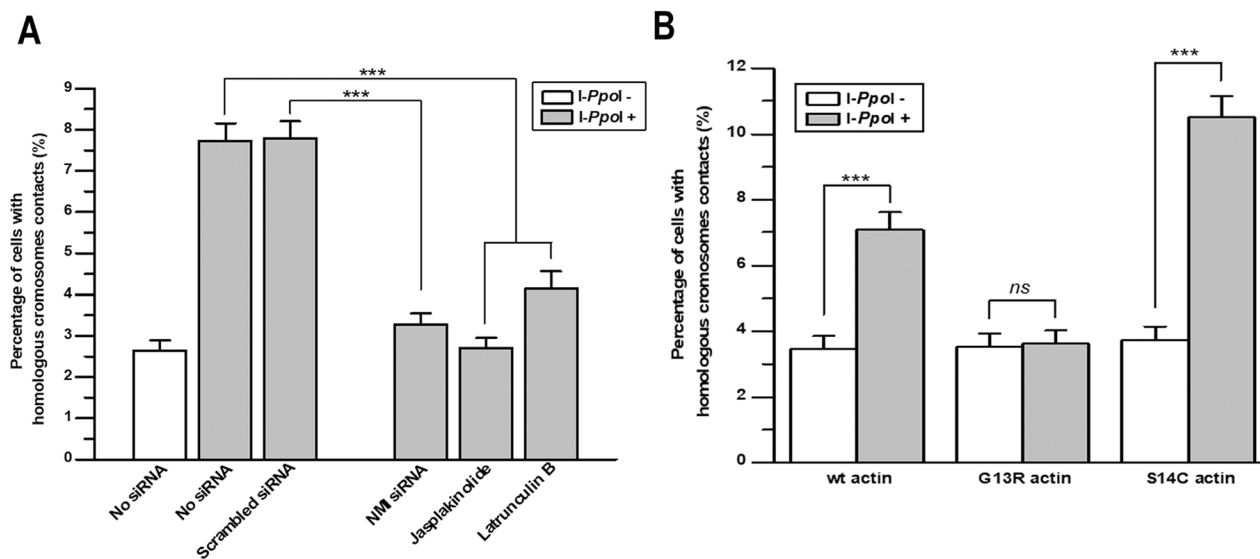 A
Percentage of cells with
homologous cromosomes contacts (%)
9
8
7
6
5
4
3
2
1
0
***
***
I-PpoI -
I-PpoI +
No siRNA
No siRNA
Scrambled siRNA
NMI siRNA
Jasplakinolide
Latrunculin B
B
Percentage of cells with
homologous cromosomes contacts (%)
12
10
8
6
4
2
0
I-PpoI -
I-PpoI +
***
ns
***
wt actin
G13R actin
S14C actin